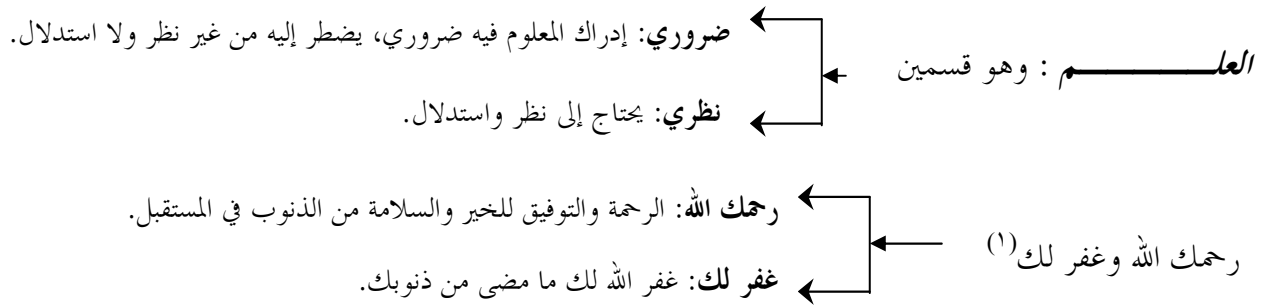 ضروري: إدراك المعلوم فيه ضروري، يضطر إليه من غير نظر ولا استدلال.
العلم : وهو قسمين
نظري: يحتاج إلى نظر واستدلال.
رحمك الله: الرحمة والتوفيق للخير والسلامة من الذنوب في المستقبل.
رحمك الله وغفر لك(١)
غفر لك: غفر الله لك ما مضى من ذنوبك.